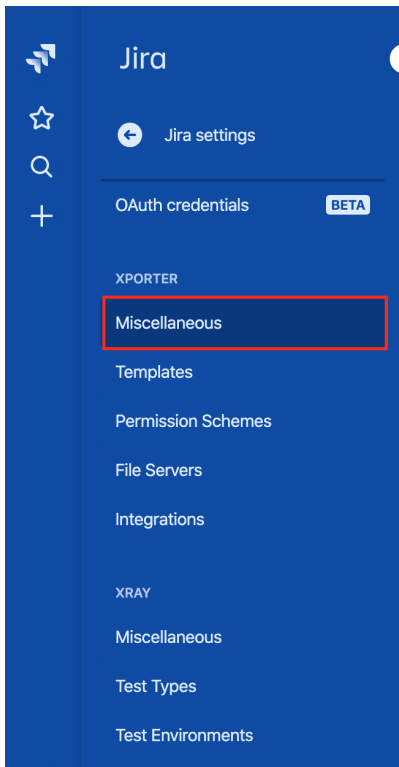 Jira
Jira settings
OAuth credentials BETA
XPORTER
Miscellaneous
Templates
Permission Schemes
File Servers
Integrations
XRAY
Miscellaneous
Test Types
Test Environments